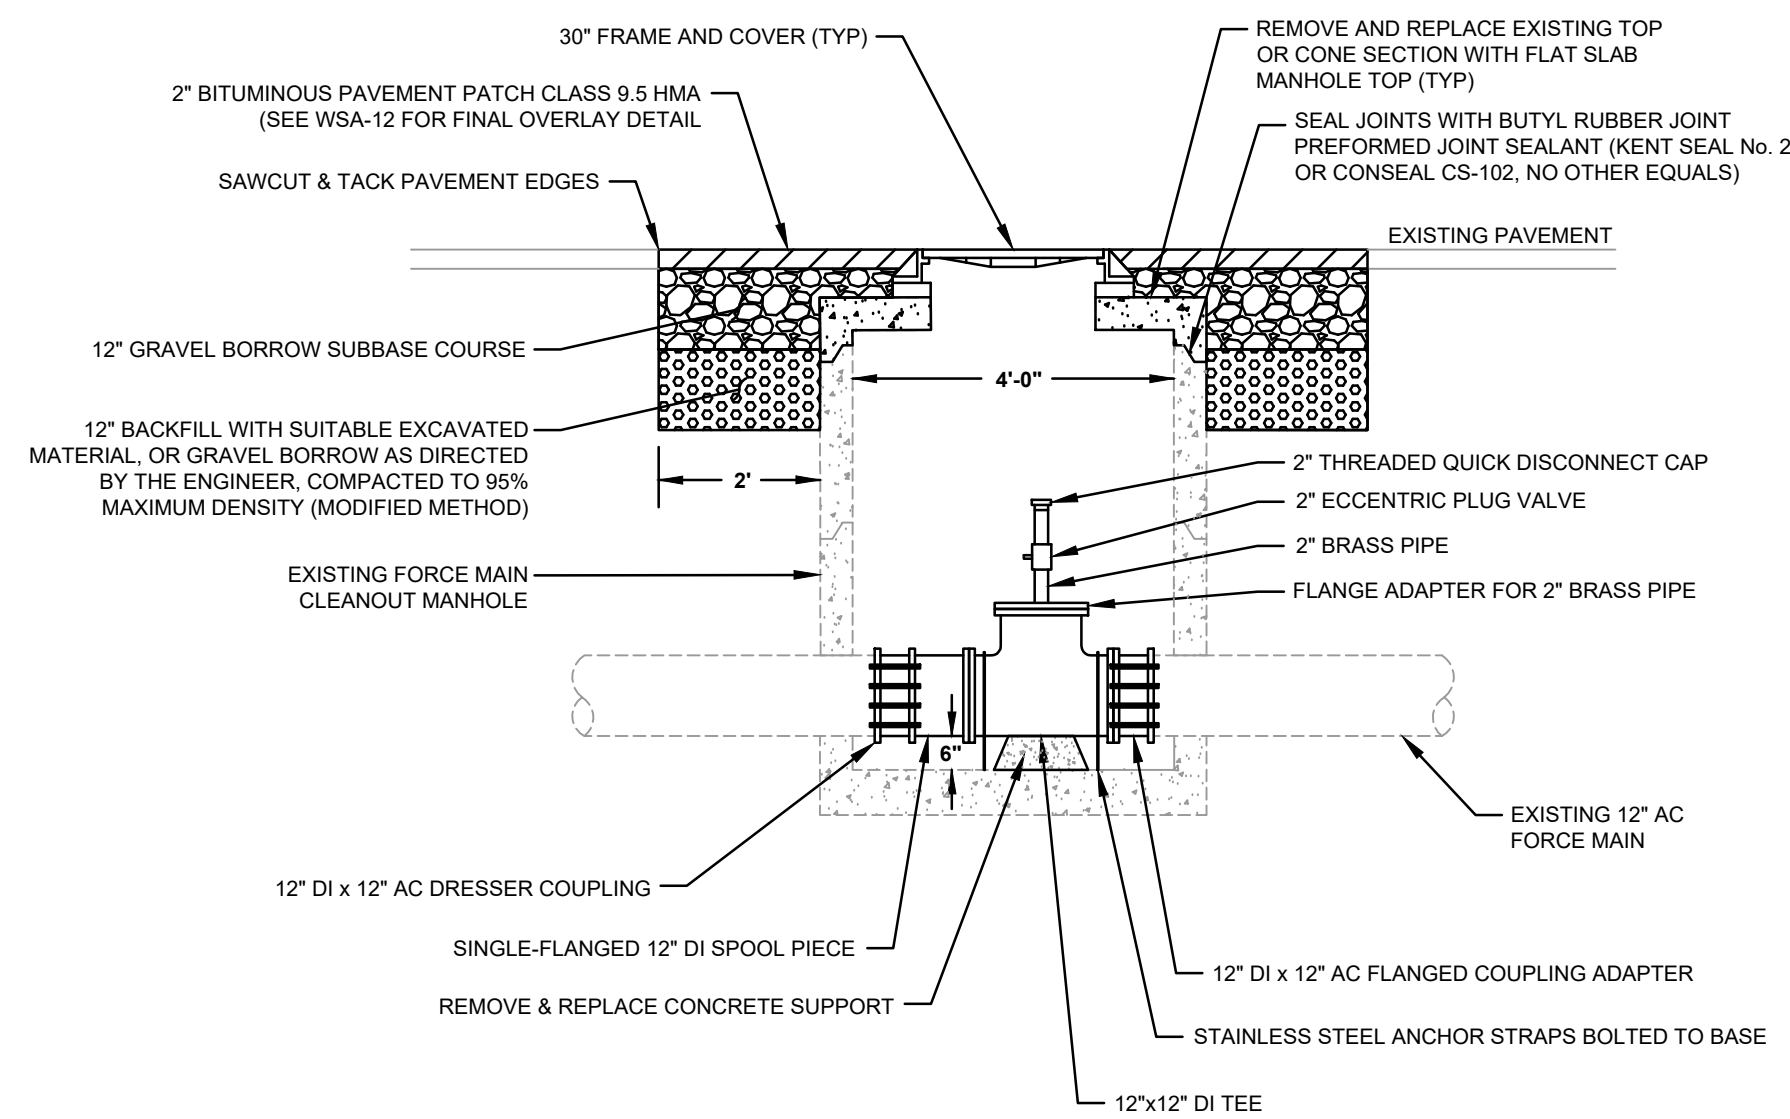 30" FRAME AND COVER (TYP)
REMOVE AND REPLACE EXISTING TOP
OR CONE SECTION WITH FLAT SLAB
MANHOLE TOP (TYP)
2" BITUMINOUS PAVEMENT PATCH CLASS 9.5 HMA
(SEE WSA-12 FOR FINAL OVERLAY DETAIL
SEAL JOINTS WITH BUTYL RUBBER JOINT
PREFORMED JOINT SEALANT (KENT SEAL No. 2
OR CONSEAL CS-102, NO OTHER EQUALS)
SAWCUT & TACK PAVEMENT EDGES
EXISTING PAVEMENT
12" GRAVEL BORROW SUBBASE COURSE
4'-0"
12" BACKFILL WITH SUITABLE EXCAVATED
MATERIAL, OR GRAVEL BORROW AS DIRECTED
BY THE ENGINEER, COMPACTED TO 95%
MAXIMUM DENSITY (MODIFIED METHOD)
2'
2" THREADED QUICK DISCONNECT CAP
2" ECCENTRIC PLUG VALVE
2" BRASS PIPE
FLANGE ADAPTER FOR 2" BRASS PIPE
EXISTING FORCE MAIN
CLEANOUT MANHOLE
6"
EXISTING 12" AC
FORCE MAIN
12" DI x 12" AC DRESSER COUPLING
SINGLE-FLANGED 12" DI SPOOL PIECE
12" DI x 12" AC FLANGED COUPLING ADAPTER
REMOVE & REPLACE CONCRETE SUPPORT
STAINLESS STEEL ANCHOR STRAPS BOLTED TO BASE
12"x12" DI TEE